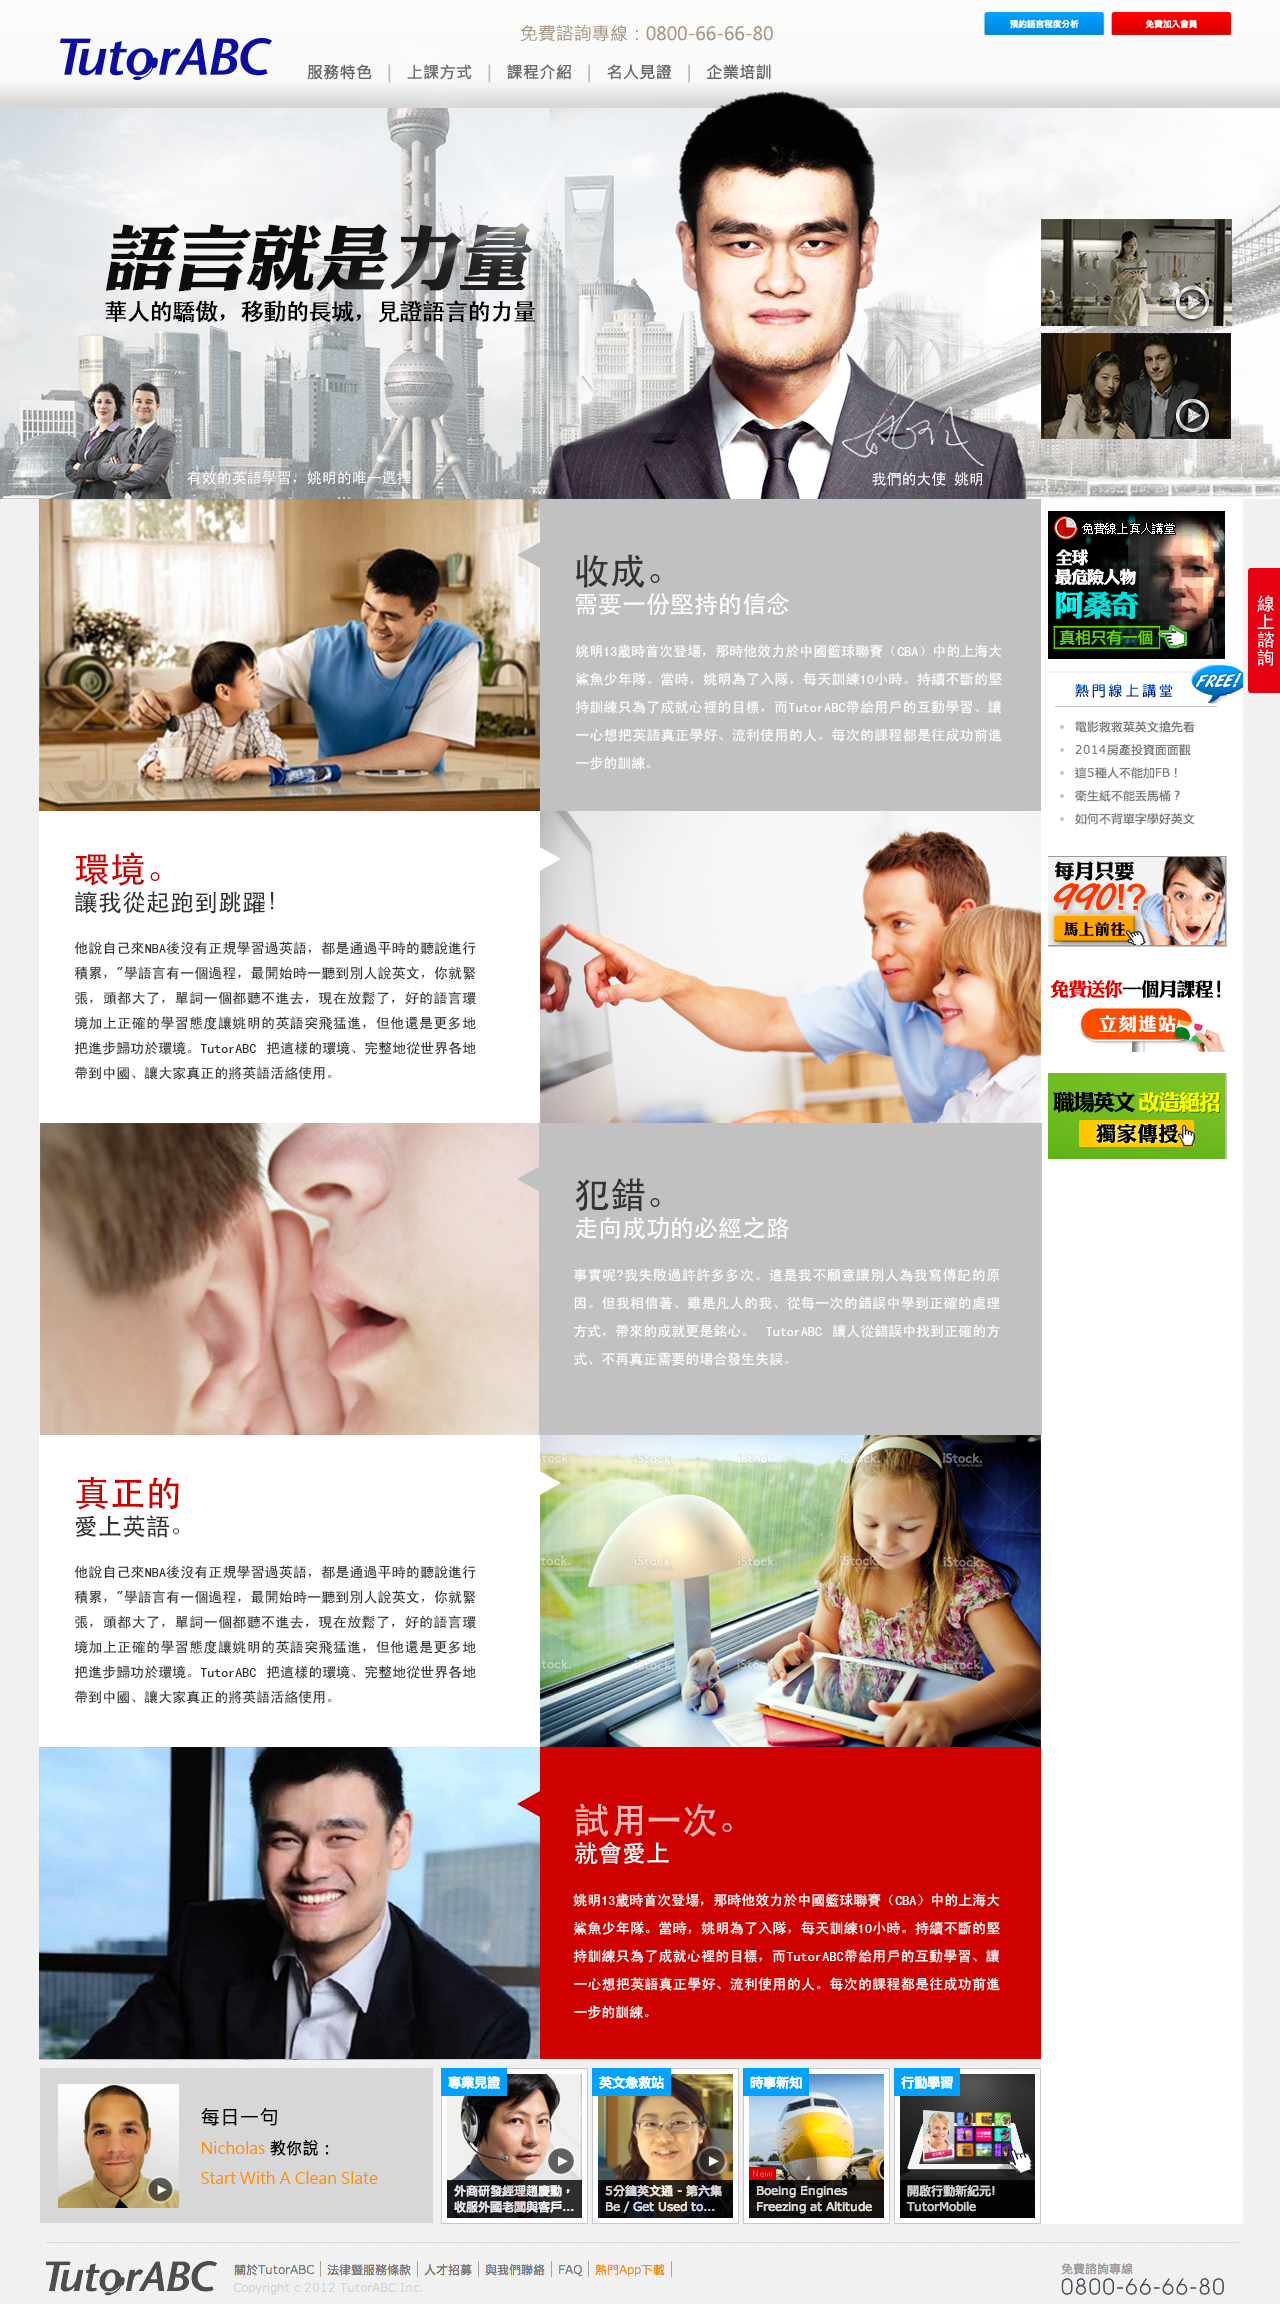 TutorABC
免費諮詢專線：0800-66-66-80
預約語言程度分析
免費加入會員
服務特色 | 上課方式 | 課程介紹 | 名人見證 | 企業培訓
語言就是力量
華人的驕傲，移動的長城，見證語言的力量
有效的英語學習，姚明的唯一選擇
我們的大使 姚明
收成。
需要一份堅持的信念
姚明13歲時首次登場，那時他效力於中國籃球聯賽（CBA）中的上海大
鯊魚少年隊。當時，姚明為了入隊，每天訓練10小時。持續不斷的堅
持訓練只為了成就心裡的目標，而TutorABC帶給用戶的互動學習、讓
一心想把英語真正學好、流利使用的人。每次的課程都是往成功前進
一步的訓練。
環境。
讓我從起跑到跳躍！
他說自己來NBA後沒有正規學習過英語，都是通過平時的聽說進行
積累，"學語言有一個過程，最開始時一聽到別人說英文，你就緊
張，頭都大了，單詞一個都聽不進去，現在放鬆了，好的語言環
境加上正確的學習態度讓姚明的英語突飛猛進，但他還是更多地
把進步歸功於環境。TutorABC 把這樣的環境、完整地從世界各地
帶到中國、讓大家真正的將英語活絡使用。
犯錯。
走向成功的必經之路
事實呢?我失敗過許許多多次。這是我不願意讓別人為我寫傳記的原
因。但我相信著、雖是凡人的我、從每一次的錯誤中學到正確的處理
方式，帶來的成就更是銘心。 TutorABC 讓人從錯誤中找到正確的方
式、不再真正需要的場合發生失誤。
真正的
愛上英語。
他說自己來NBA後沒有正規學習過英語，都是通過平時的聽說進行
積累，"學語言有一個過程，最開始時一聽到別人說英文，你就緊
張，頭都大了，單詞一個都聽不進去，現在放鬆了，好的語言環
境加上正確的學習態度讓姚明的英語突飛猛進，但他還是更多地
把進步歸功於環境。TutorABC 把這樣的環境、完整地從世界各地
帶到中國、讓大家真正的將英語活絡使用。
iStock.
試用一次。
就會愛上
姚明13歲時首次登場，那時他效力於中國籃球聯賽（CBA）中的上海大
鯊魚少年隊。當時，姚明為了入隊，每天訓練10小時。持續不斷的堅
持訓練只為了成就心裡的目標，而TutorABC帶給用戶的互動學習、讓
一心想把英語真正學好、流利使用的人。每次的課程都是往成功前進
一步的訓練。
免費線上真人講堂
全球
最危險人物
阿桑奇
真相只有一個
線上諮詢
熱門線上講堂
FREE!
電影救救菜英文搶先看
2014房產投資面面觀
這5種人不能加FB！
衛生紙不能丟馬桶？
如何不背單字學好英文
每月只要
990!?
馬上前往
免費送你一個月課程!
立刻進站
職場英文 改造絕招
獨家傳授
每日一句
Nicholas 教你說：
Start With A Clean Slate
專業見證
外商研發經理趙慶勳，
收服外國老闆與客戶...
英文急救站
5分鐘英文通 - 第六集
Be / Get Used to...
時事新知
New
Boeing Engines
Freezing at Altitude
行動學習
開啟行動新紀元!
TutorMobile
TutorABC
關於TutorABC | 法律暨服務條款 | 人才招募 | 與我們聯絡 | FAQ | 熱門App下載 |
Copyright c 2012 TutorABC Inc.
免費諮詢專線
0800-66-66-80